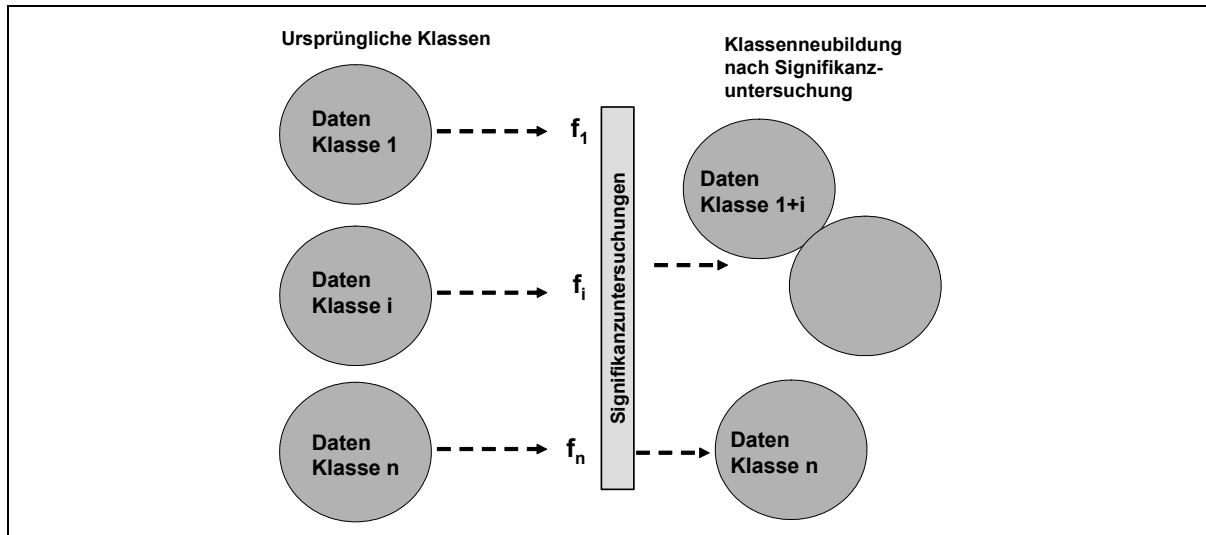 Ursprüngliche Klassen
Daten
Klasse 1
f1
Daten
Klasse i
fi
Daten
Klasse n
fn
Signifikanzuntersuchungen
Klassenneubildung
nach Signifikanz-
untersuchung
Daten
Klasse 1+i
Daten
Klasse n